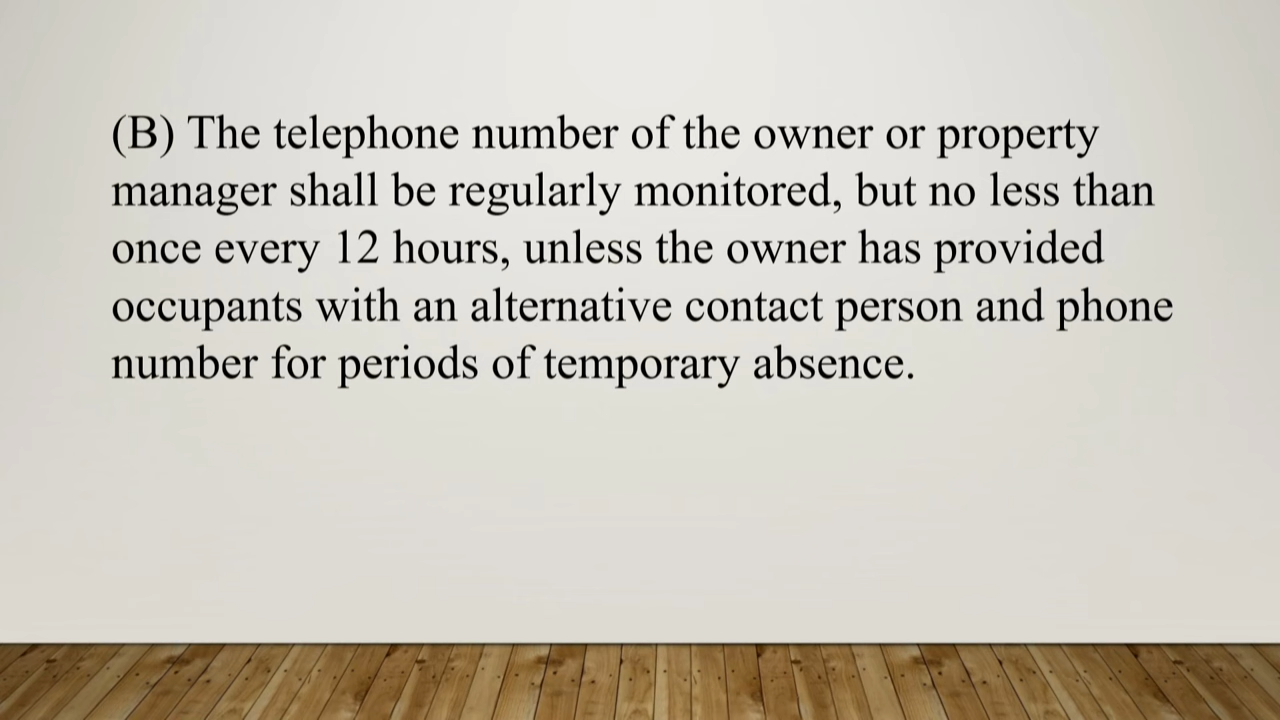 (B) The telephone number of the owner or property
manager shall be regularly monitored, but no less than
once every 12 hours, unless the owner has provided
occupants with an alternative contact person and phone
number for periods of temporary absence.